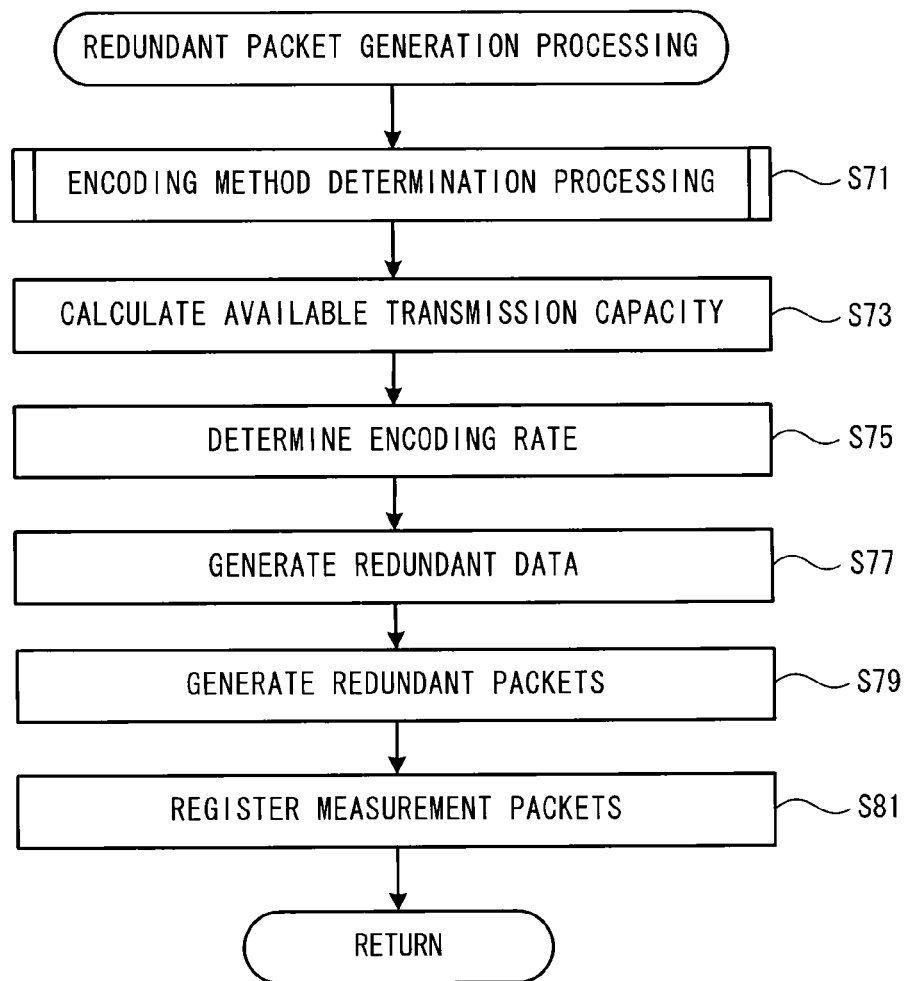 REDUNDANT PACKET GENERATION PROCESSING
ENCODING METHOD DETERMINATION PROCESSING
S71
CALCULATE AVAILABLE TRANSMISSION CAPACITY
S73
DETERMINE ENCODING RATE
S75
GENERATE REDUNDANT DATA
S77
GENERATE REDUNDANT PACKETS
S79
REGISTER MEASUREMENT PACKETS
S81
RETURN